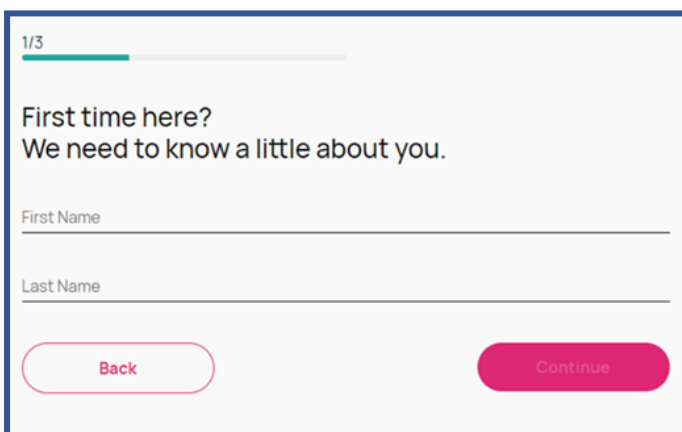 1/3
First time here?
We need to know a little about you.
First Name
Last Name
Back
Continue